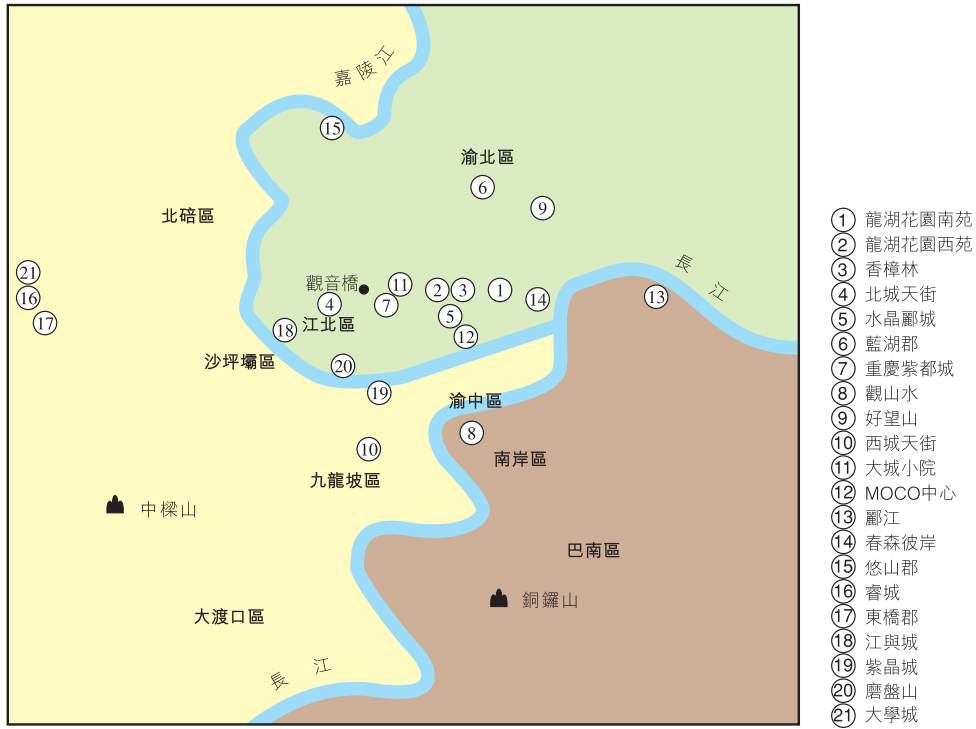 嘉陵江
⑮
渝北區
⑥
⑨
北碚區
㉑
⑯
⑰
觀音橋
⑪
②
③
①
⑭
④
⑦
⑤
江北區
⑱
⑫
長江
⑬
沙坪壩區
⑳
⑲
渝中區
⑧
⑩
南岸區
九龍坡區
中樑山
巴南區
銅鑼山
大渡口區
長江
① 龍湖花園南苑
② 龍湖花園西苑
③ 香樟林
④ 北城天街
⑤ 水晶酈城
⑥ 藍湖郡
⑦ 重慶紫都城
⑧ 觀山水
⑨ 好望山
⑩ 西城天街
⑪ 大城小院
⑫ MOCO中心
⑬ 酈江
⑭ 春森彼岸
⑮ 悠山郡
⑯ 睿城
⑰ 東橋郡
⑱ 江與城
⑲ 紫晶城
⑳ 磨盤山
㉑ 大學城